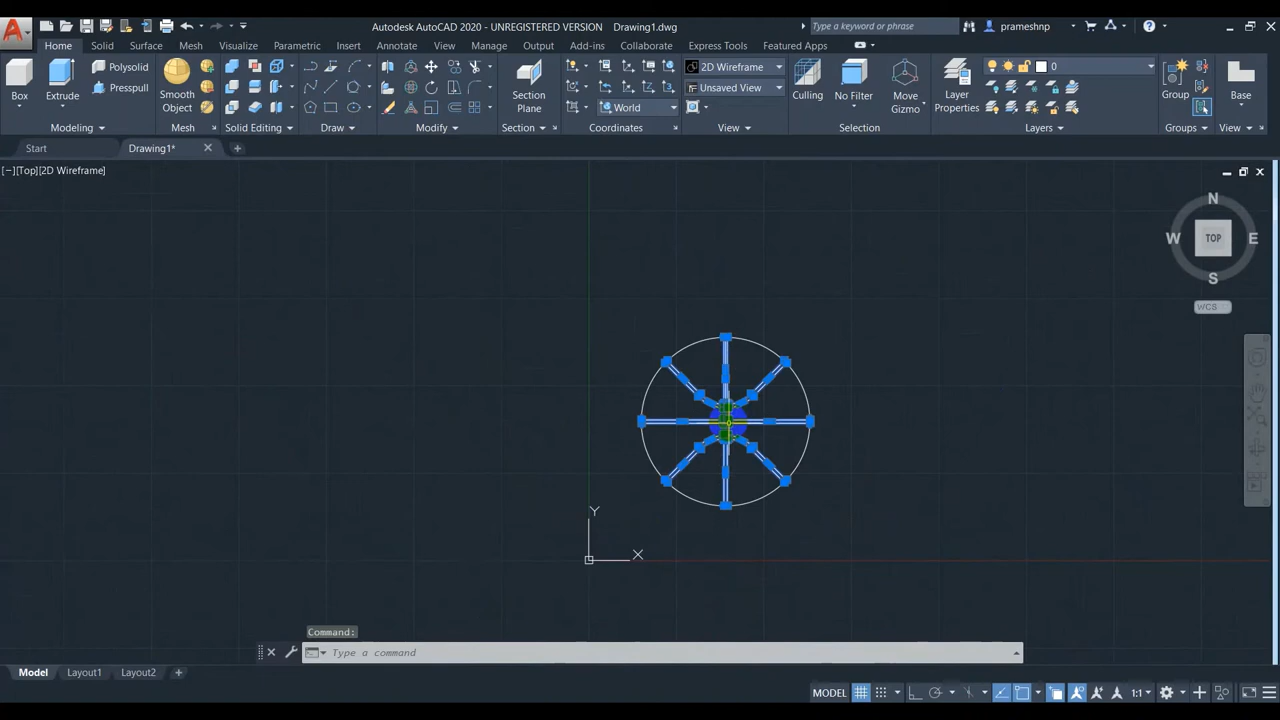 Autodesk AutoCAD 2020 - UNREGISTERED VERSION Drawing1.dwg Type a keyword or phrase prameshnp
Home Solid Surface Mesh Visualize Parametric Insert Annotate View Manage Output Add-ins Collaborate Express Tools Featured Apps
Box Extrude Polysolid Presspull Smooth Object Section Plane World 2D Wireframe Unsaved View Culling No Filter Move Gizmo Layer Properties 0 Group Base
Modeling Mesh Solid Editing Draw Modify Section Coordinates View Selection Layers Groups View
Start Drawing1*
[−][Top][2D Wireframe]
N
W TOP E
S
WCS
Y
X
Command:
Type a command
Model Layout1 Layout2
MODEL 1:1